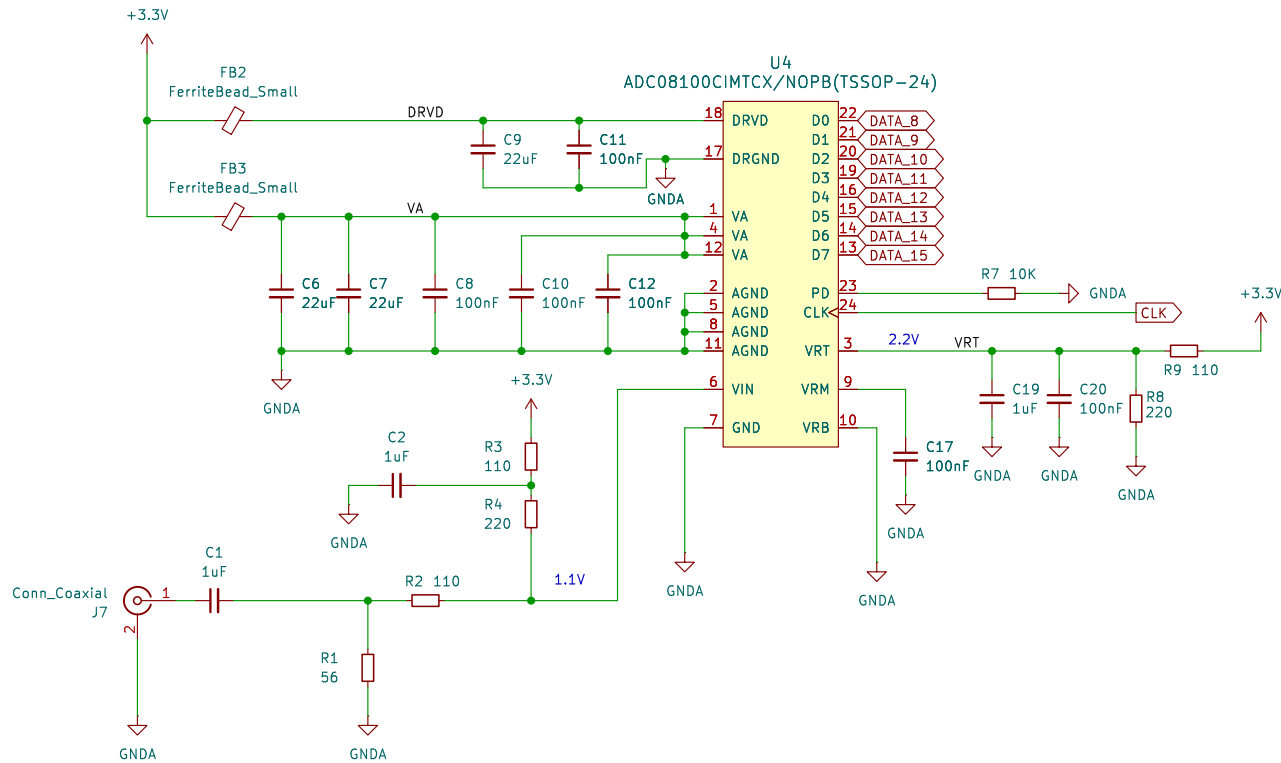 +3.3V
FB2
FerriteBead_Small
DRVD
C9
22uF
C11
100nF
GNDA
FB3
FerriteBead_Small
VA
C6
22uF
C7
22uF
C8
100nF
C10
100nF
C12
100nF
GNDA
U4
ADC08100CIMTCX/NOPB(TSSOP-24)
18 DRVD
17 DRGND
1 VA
4 VA
12 VA
2 AGND
5 AGND
8 AGND
11 AGND
6 VIN
7 GND
D0 22 DATA_8
D1 21 DATA_9
D2 20 DATA_10
D3 19 DATA_11
D4 16 DATA_12
D5 15 DATA_13
D6 14 DATA_14
D7 13 DATA_15
PD 23
CLK 24
VRT 3
VRM 9
VRB 10
R7 10K
GNDA
CLK
2.2V
VRT
+3.3V
R9 110
C19
1uF
C20
100nF
R8
220
GNDA
GNDA
GNDA
C17
100nF
GNDA
GNDA
GNDA
+3.3V
R3
110
C2
1uF
GNDA
R4
220
1.1V
C1
1uF
R2 110
Conn_Coaxial
J7
1
2
R1
56
GNDA
GNDA